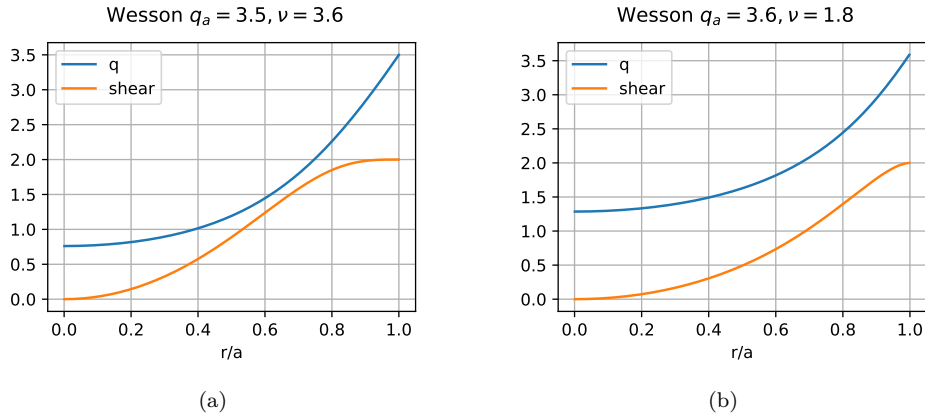 Wesson $q_a = 3.5, \nu = 3.6$
3.5
3.0
2.5
2.0
1.5
1.0
0.5
0.0
q
shear
0.0 0.2 0.4 0.6 0.8 1.0
r/a
(a)
Wesson $q_a = 3.6, \nu = 1.8$
3.5
3.0
2.5
2.0
1.5
1.0
0.5
0.0
q
shear
0.0 0.2 0.4 0.6 0.8 1.0
r/a
(b)